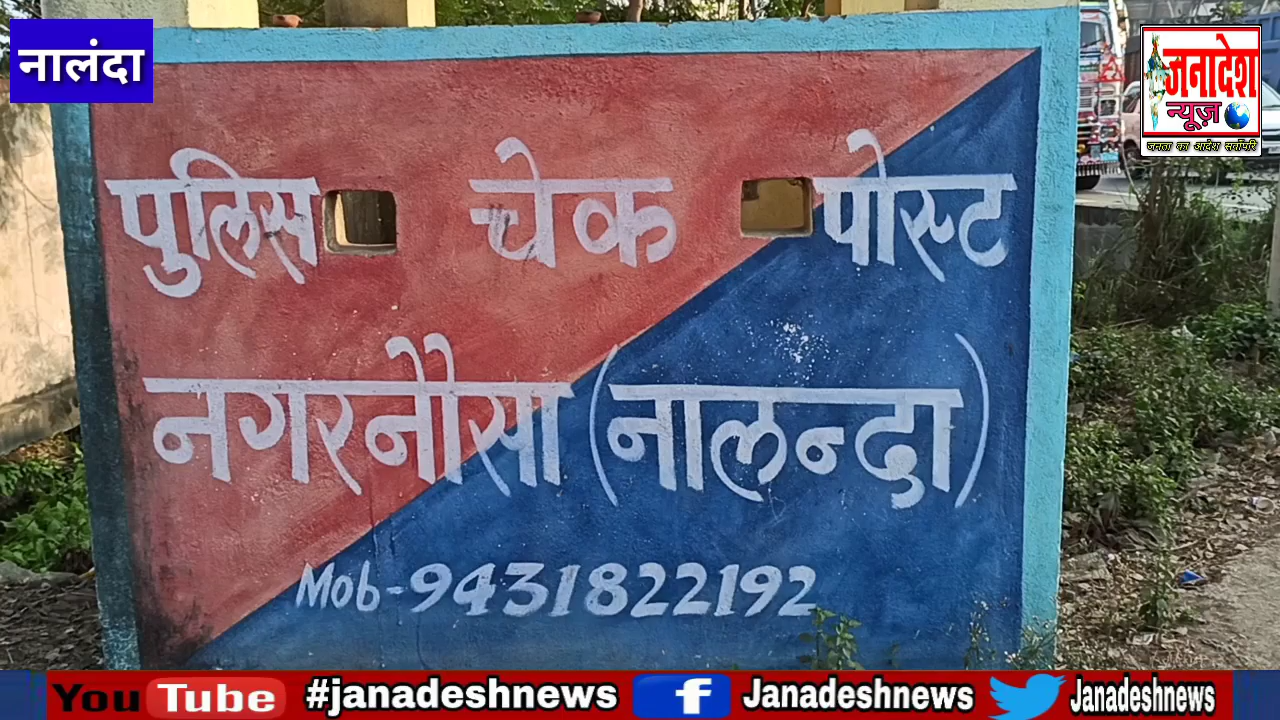 नालंदा
जनादेश
न्यूज़
जनता का आदेश सर्वोपरि
पुलिस चेक पोस्ट
नगरनौसा (नालन्दा)
Mob-9431822192
YouTube #janadeshnews f Janadeshnews Janadeshnews